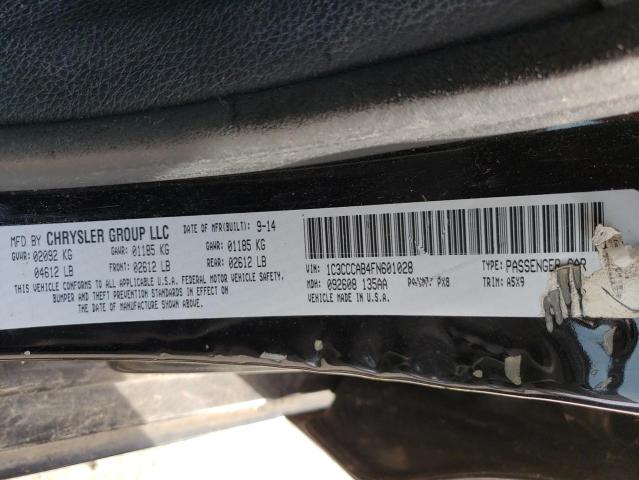 MFD BY CHRYSLER GROUP LLC
DATE OF MFR(BUILT): 9-14
GVWR: 02092 KG GAWR: 01185 KG GAWR: 01185 KG
04612 LB FRONT: 02612 LB REAR: 02612 LB
THIS VEHICLE CONFORMS TO ALL APPLICABLE U.S.A. FEDERAL MOTOR VEHICLE SAFETY,
BUMPER AND THEFT PREVENTION STANDARDS IN EFFECT ON
THE DATE OF MANUFACTURE SHOWN ABOVE.
VIN: 1C3CCCAB4FN601028 TYPE: PASSENGER CAR
MDH: 092608 135AA PAINT: PX8 TRIM: A5X9
VEHICLE MADE IN U.S.A.